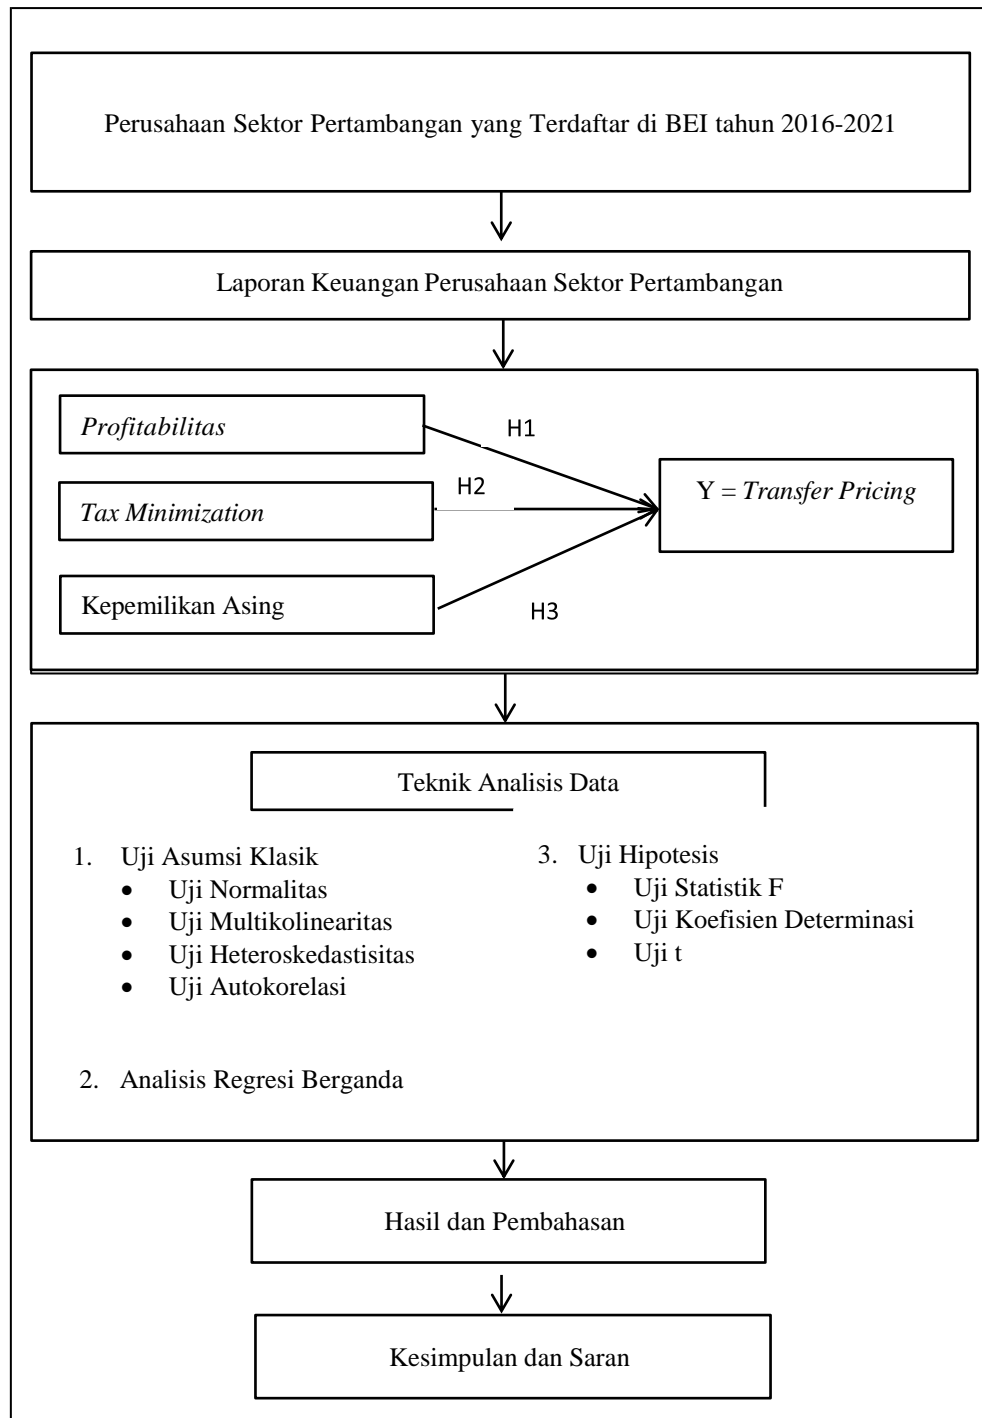 Perusahaan Sektor Pertambangan yang Terdaftar di BEI tahun 2016-2021
Laporan Keuangan Perusahaan Sektor Pertambangan
Profitabilitas
H1
Y = Transfer Pricing
H2
Tax Minimization
Kepemilikan Asing
H3
Teknik Analisis Data
1. Uji Asumsi Klasik
• Uji Normalitas
• Uji Multikolinearitas
• Uji Heteroskedastisitas
• Uji Autokorelasi
2. Analisis Regresi Berganda
3. Uji Hipotesis
• Uji Statistik F
• Uji Koefisien Determinasi
• Uji t
Hasil dan Pembahasan
Kesimpulan dan Saran